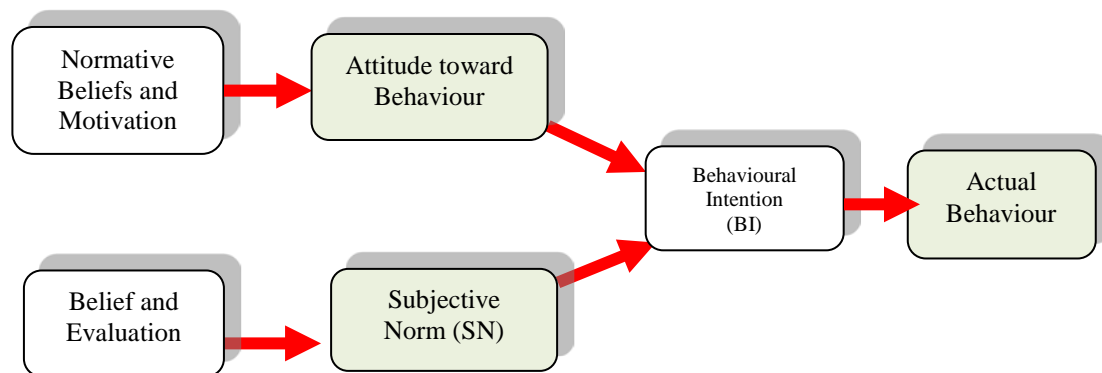 Normative
Beliefs and
Motivation
Attitude toward
Behaviour
Behavioural
Intention
(BI)
Actual
Behaviour
Belief and
Evaluation
Subjective
Norm (SN)